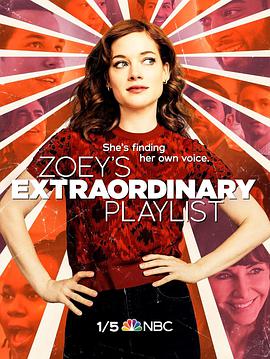 She's finding
her own voice.
ZOEY'S
EXTRAORDINARY
PLAYLIST
1/5 NBC